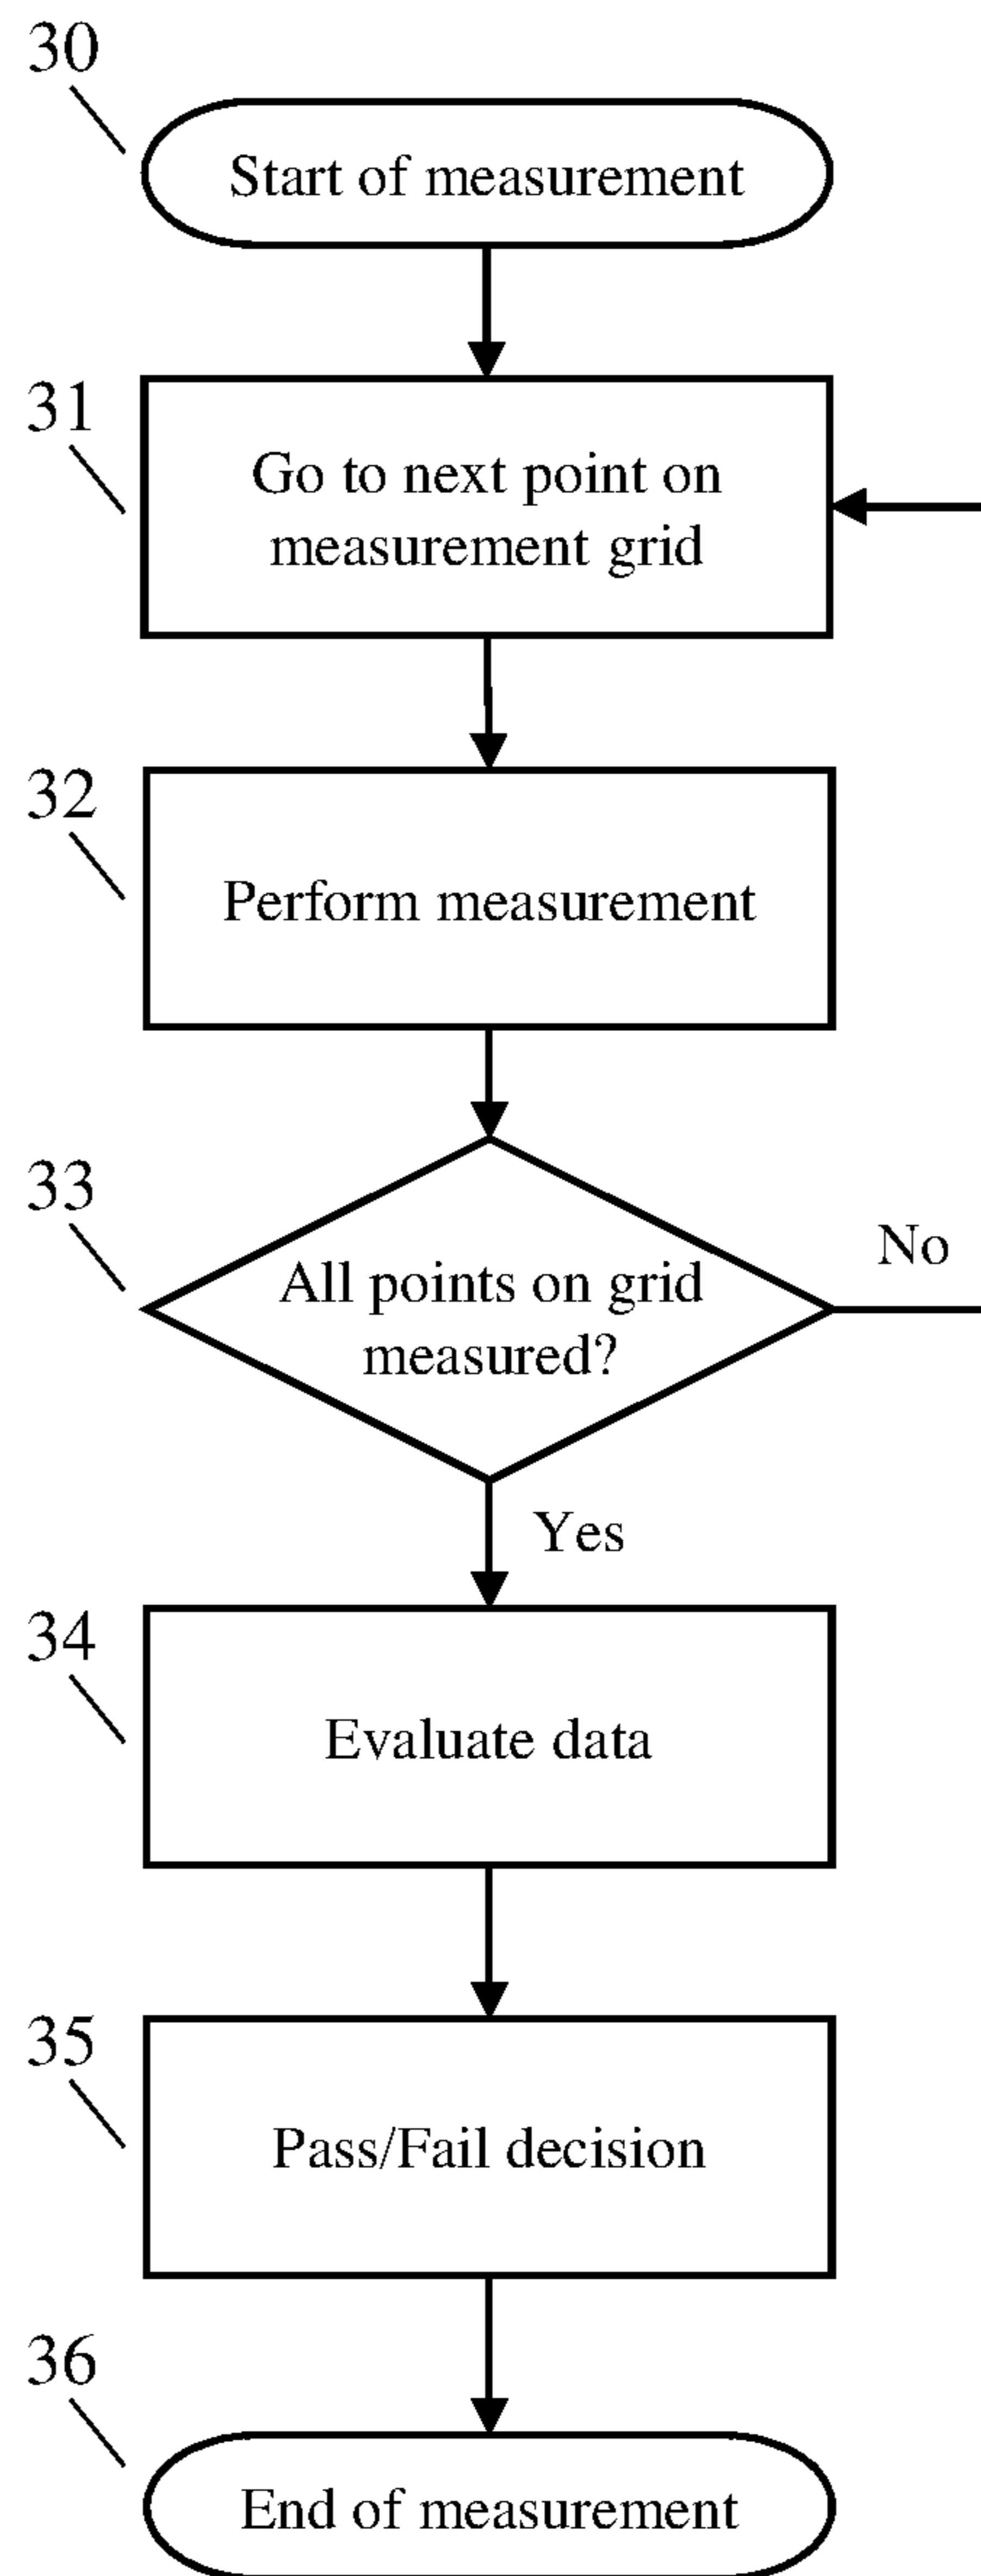 30
Start of measurement
31
Go to next point on
measurement grid
32
Perform measurement
33
All points on grid
measured?
No
Yes
34
Evaluate data
35
Pass/Fail decision
36
End of measurement